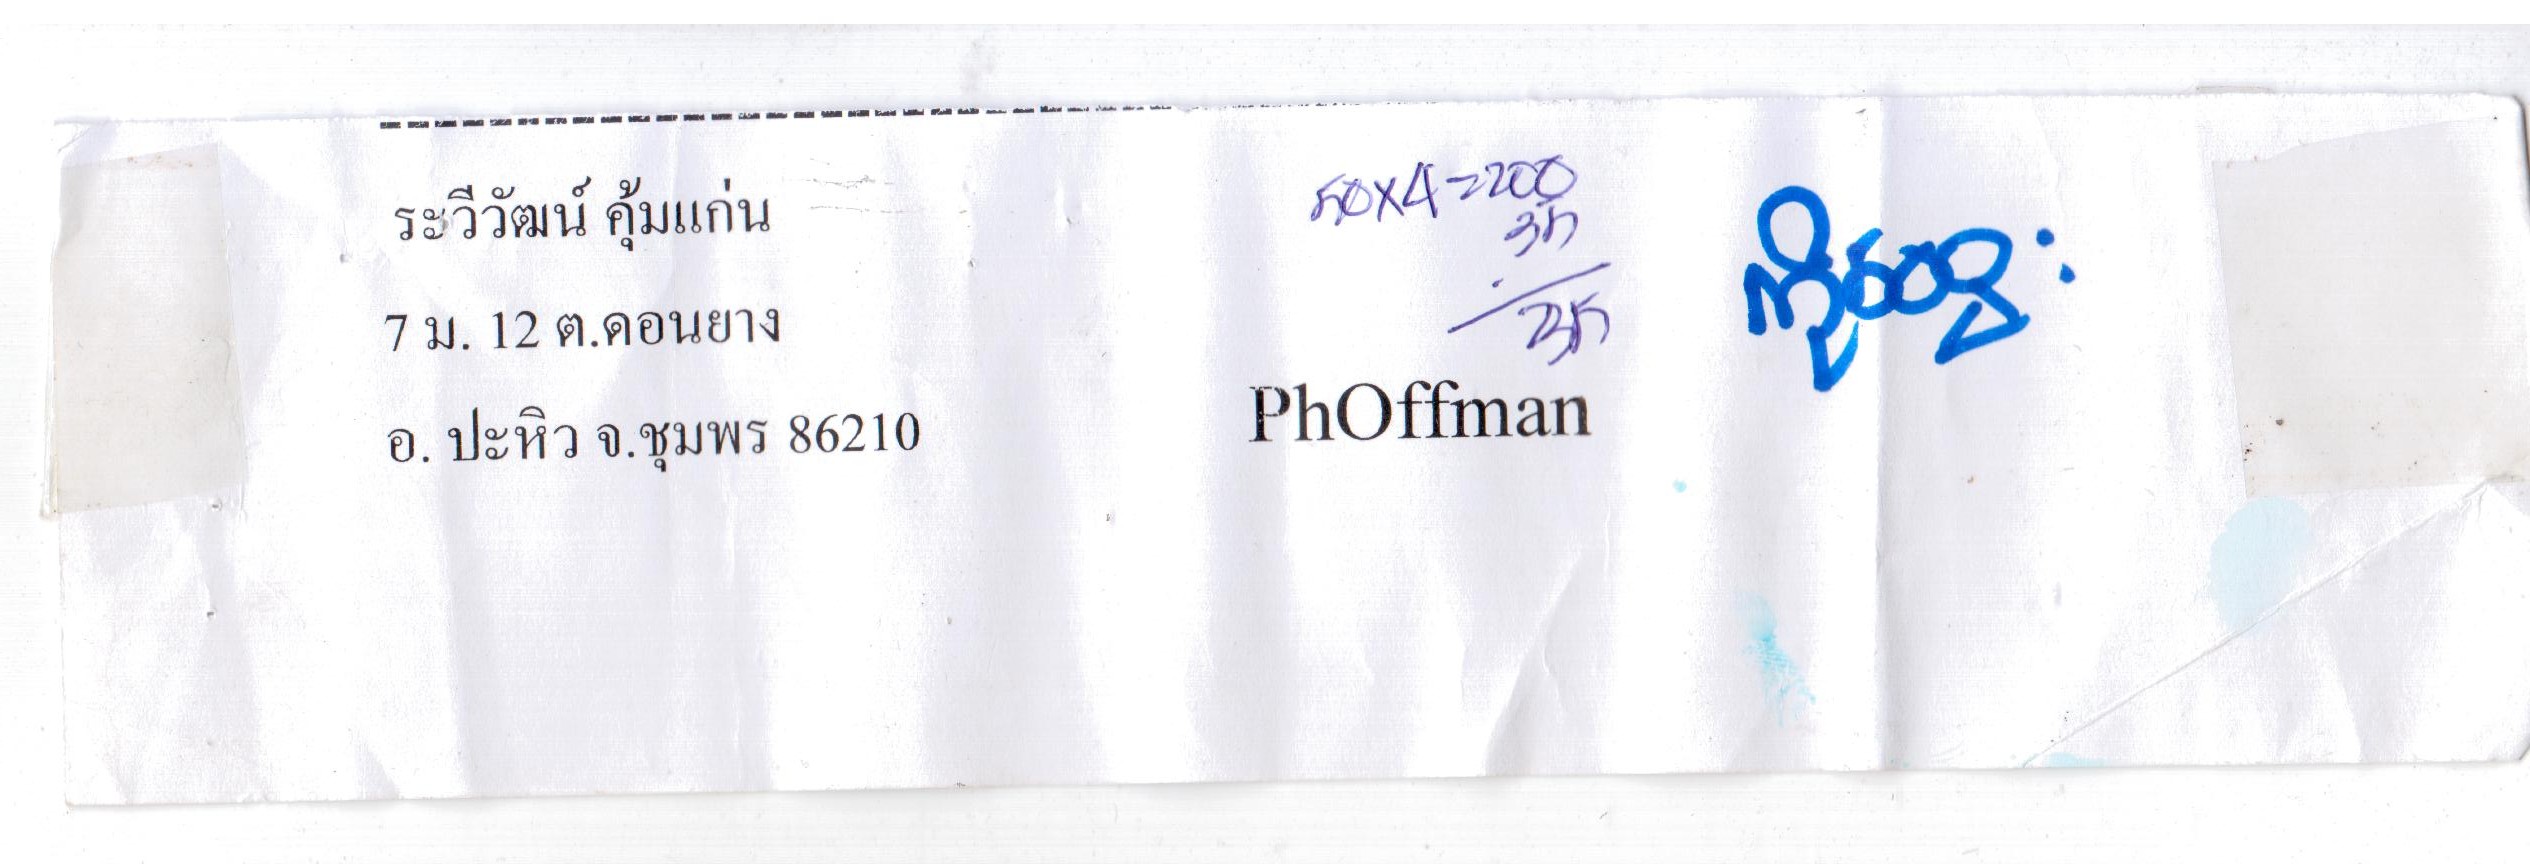 ระวีวัฒน์ คุ้มแก่น
7 ม. 12 ต.ดอนยาง
อ. ปะหิว จ.ชุมพร 86210
50x4=200
35
PhOffman